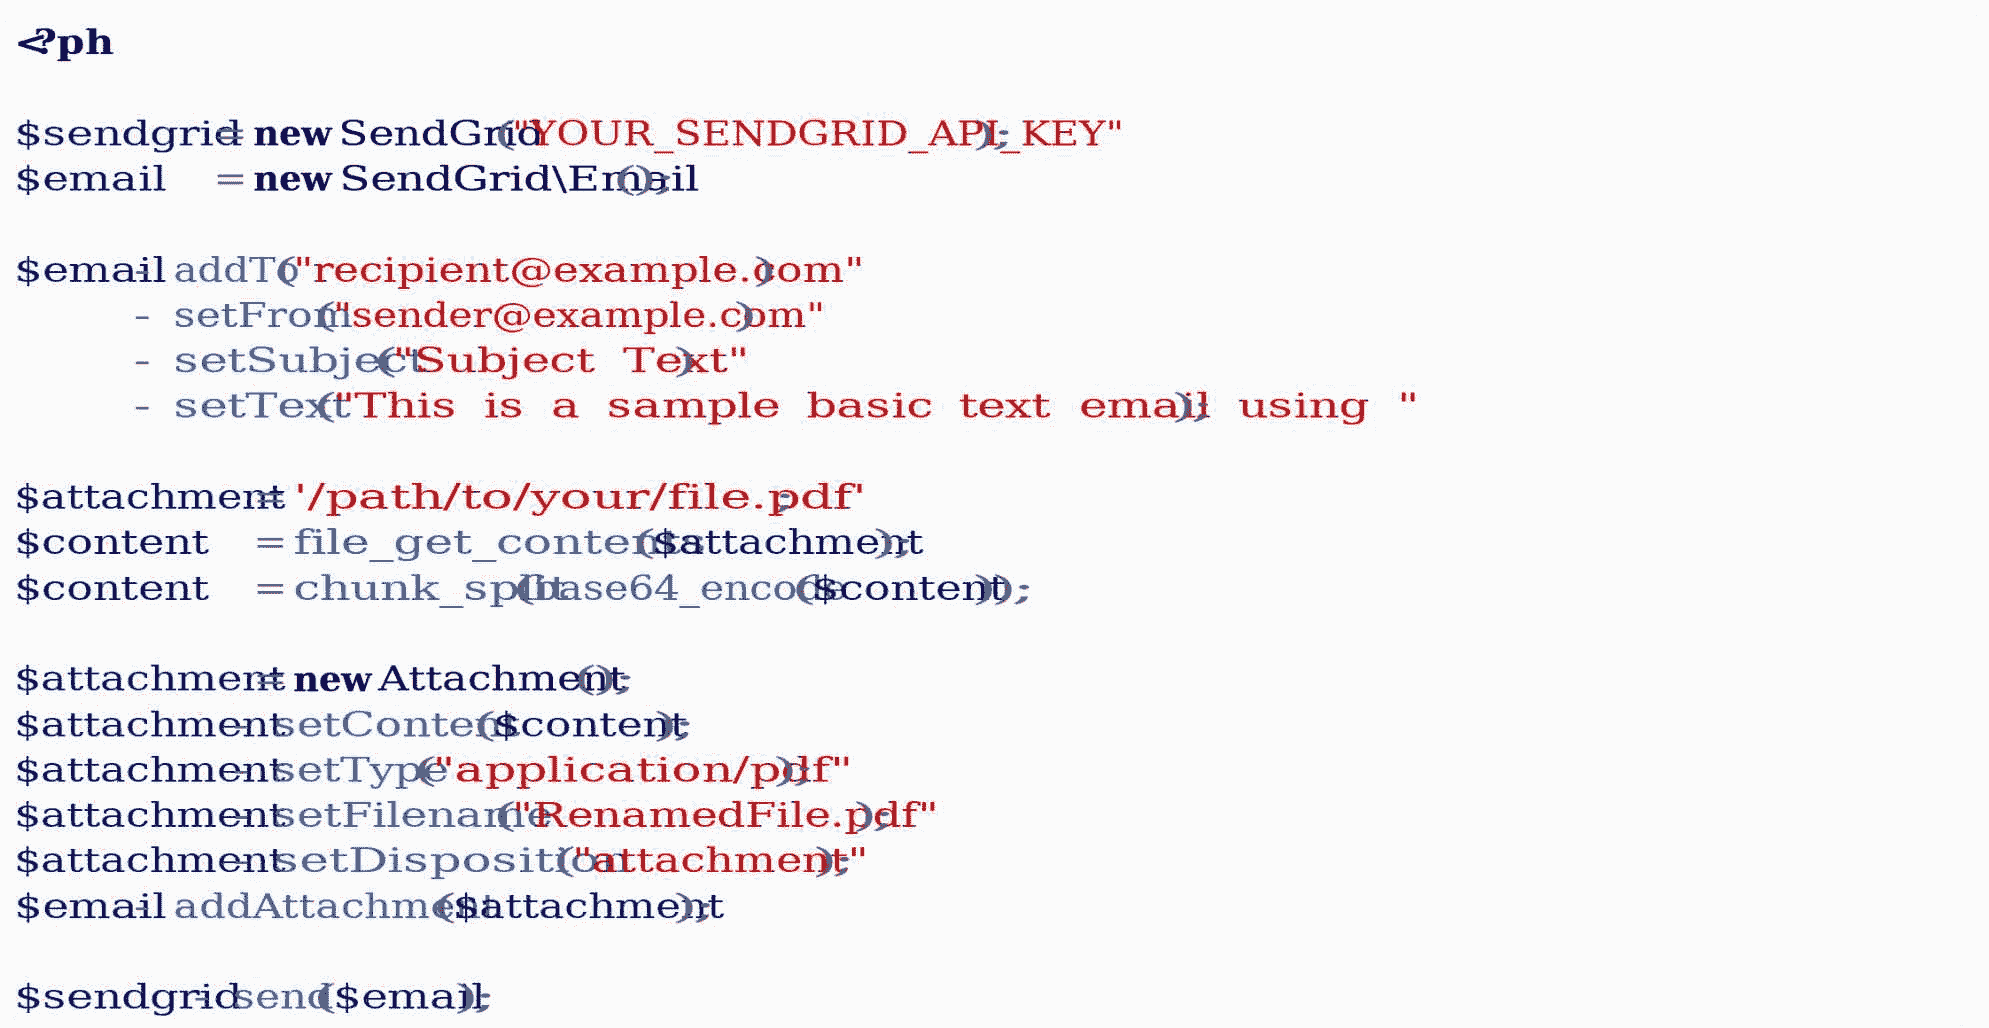 <?ph
$sendgrid = new SendGrid("YOUR_SENDGRID_API_KEY");
$email = new SendGrid\Email();
$email- addTo("recipient@example.com")
- setFrom("sender@example.com")
- setSubject("Subject Text")
- setText("This is a sample basic text email using ");
$attachment = '/path/to/your/file.pdf';
$content = file_get_contents($attachment);
$content = chunk_split(base64_encode($content));
$attachment = new Attachment();
$attachment- setContent($content);
$attachment- setType("application/pdf");
$attachment- setFilename("RenamedFile.pdf");
$attachment- setDisposition("attachment");
$email- addAttachment($attachment);
$sendgrid- send($email);